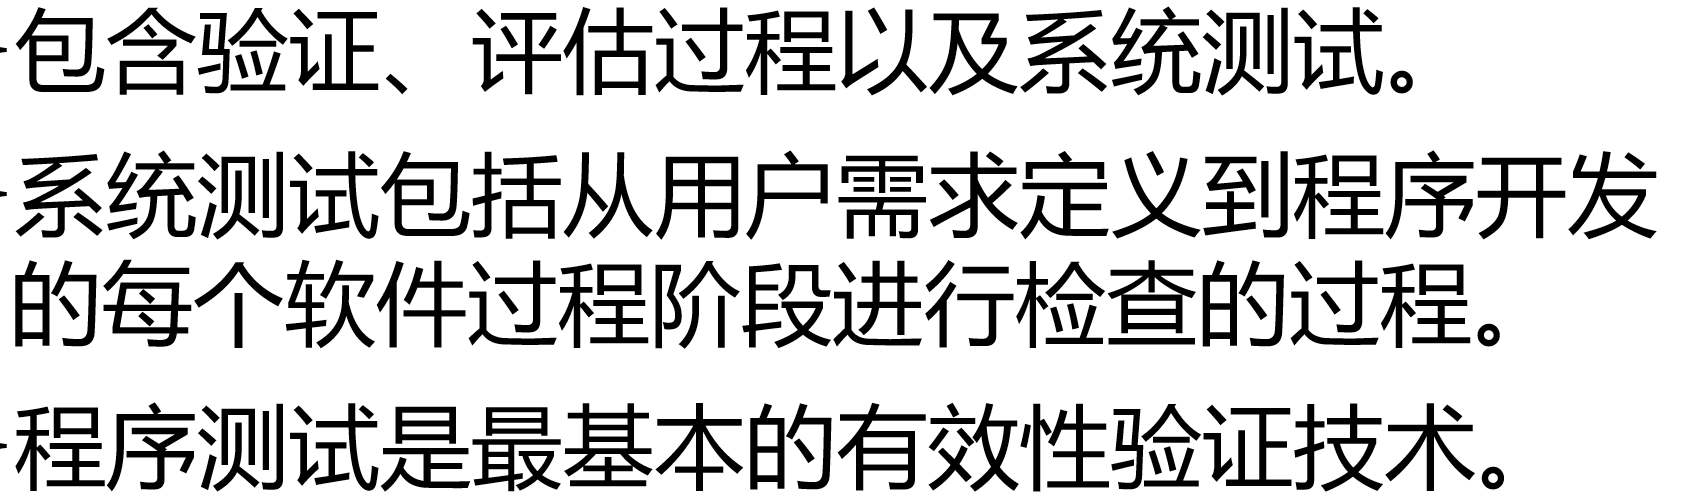 包含验证、评估过程以及系统测试。
系统测试包括从用户需求定义到程序开发
的每个软件过程阶段进行检查的过程。
程序测试是最基本的有效性验证技术。